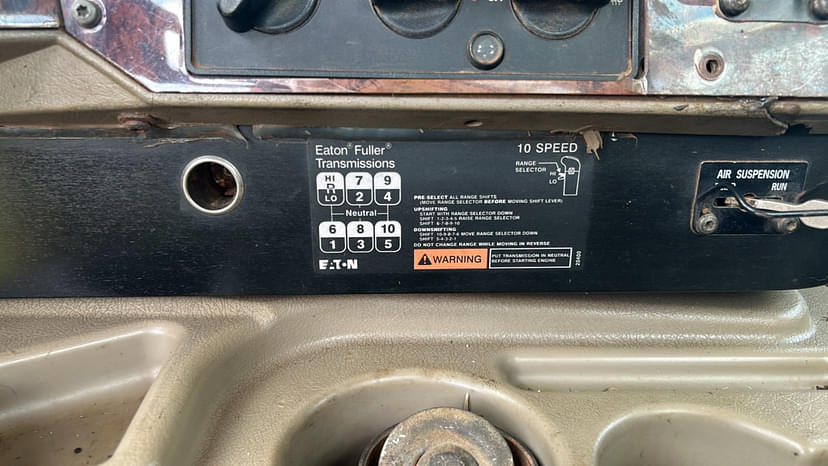 Eaton® Fuller®
Transmissions
10 SPEED
HI
R
LO
7
2
9
4
Neutral
6
1
8
3
10
5
EATON
RANGE
SELECTOR
HI
LO
PRE-SELECT ALL RANGE SHIFTS
(MOVE RANGE SELECTOR BEFORE MOVING SHIFT LEVER)
UPSHIFTING
START WITH RANGE SELECTOR DOWN
SHIFT 1-2-3-4-5 RAISE RANGE SELECTOR
SHIFT 6-7-8-9-10
DOWNSHIFTING
SHIFT 10-9-8-7-6 MOVE RANGE SELECTOR DOWN
SHIFT 5-4-3-2-1
DO NOT CHANGE RANGE WHILE MOVING IN REVERSE
WARNING
PUT TRANSMISSION IN NEUTRAL
BEFORE STARTING ENGINE
20400
AIR SUSPENSION
RUN